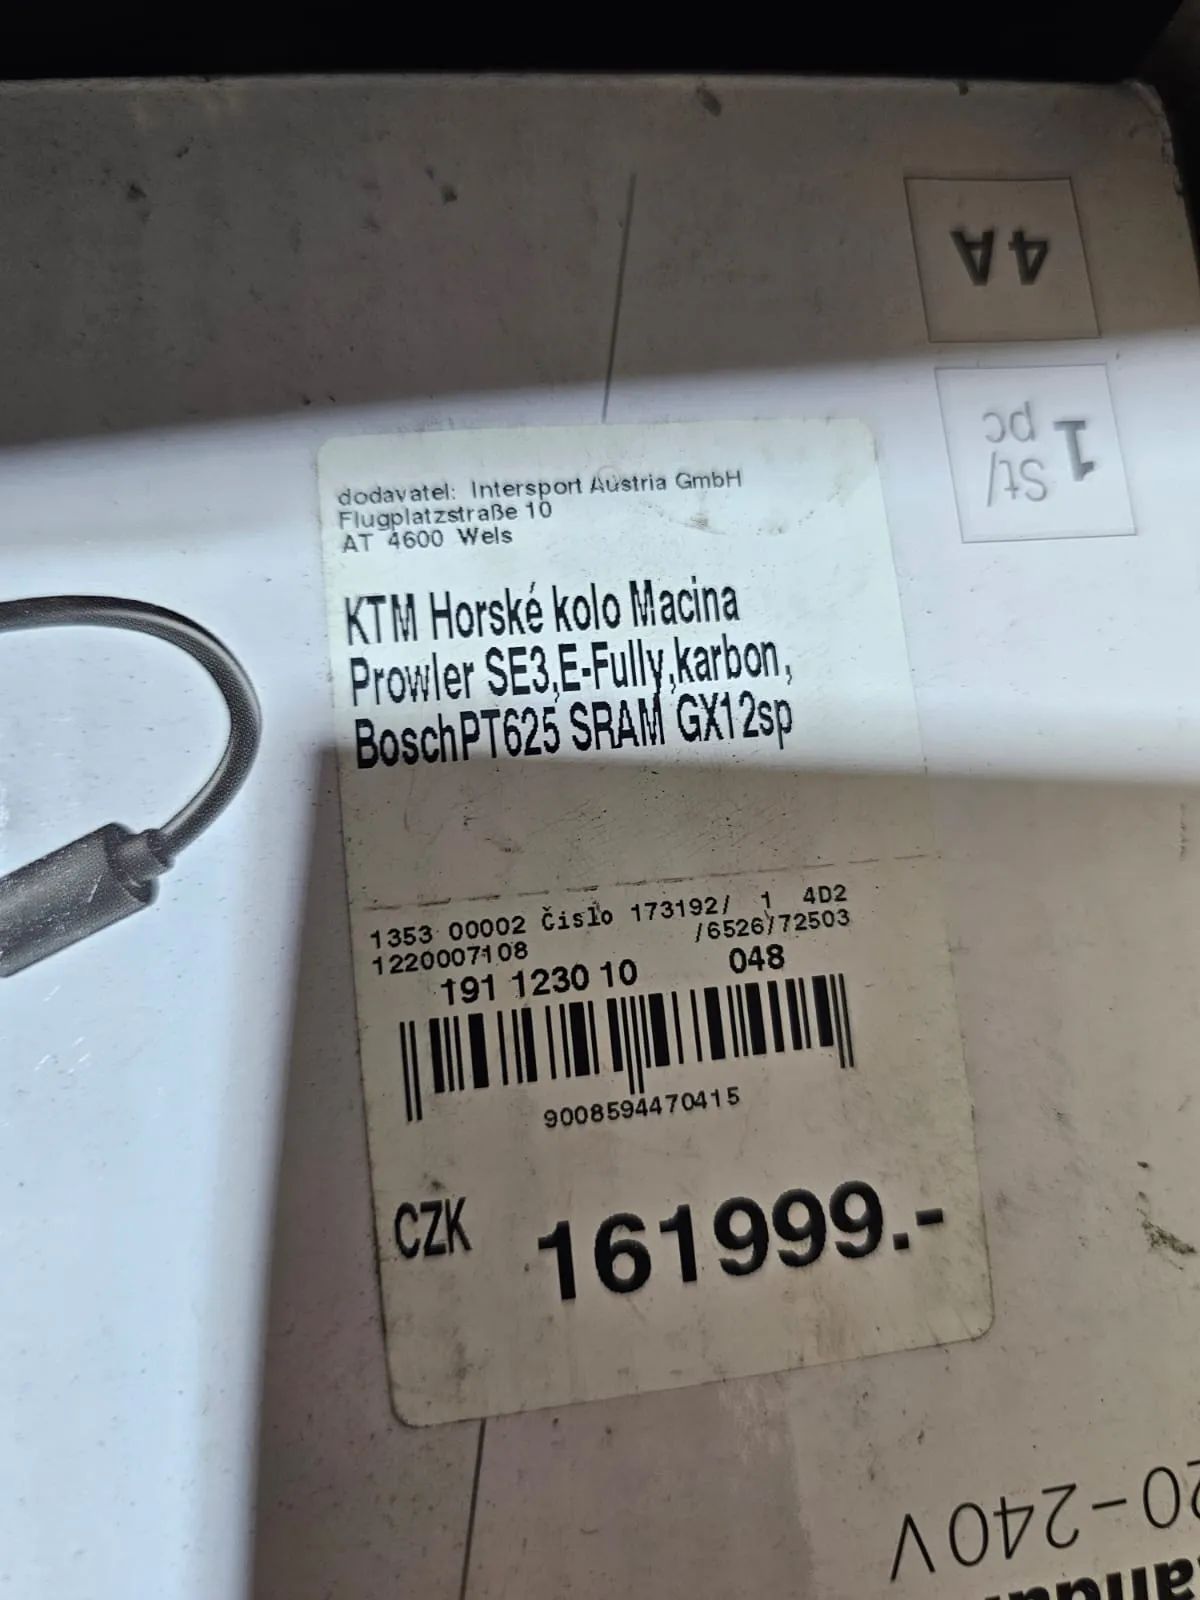 4A
1 St/
pc
dodavatel: Intersport Austria GmbH
Flugplatzstraße 10
AT 4600 Wels
KTM Horské kolo Macina
Prowler SE3,E-Fully,karbon,
BoschPT625 SRAM GX12sp
1353 00002 Číslo 173192/ 1 4D2
1220007108 /6526/72503
191 1230 10 048
9008594470415
CZK 161999.-
20-240V